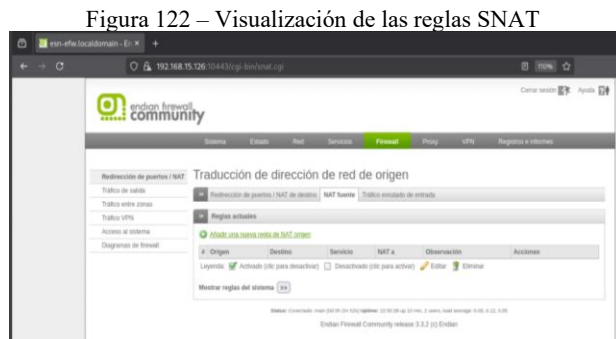 Figura 122 – Visualización de las reglas SNAT
esn-efw.localdomain - En × +
192.168.15.126:10443/cgi-bin/snat.cgi 110%
Cerrar sesión Ayuda
endian firewall
community
Sistema Estado Red Servicios Firewall Proxy VPN Registros e informes
Redirección de puertos / NAT
Tráfico de salida
Tráfico entre zonas
Tráfico VPN
Acceso al sistema
Diagramas de firewall
Traducción de dirección de red de origen
>> Redirección de puertos / NAT de destino NAT fuente Tráfico enrutado de entrada
>> Reglas actuales
Añadir una nueva regla de NAT origen
# Origen Destino Servicio NAT a Observación Acciones
Leyenda: Activado (clic para desactivar) Desactivado (clic para activar) Editar Eliminar
Mostrar reglas del sistema >>
Status: Conectado: main
Endian Firewall Community release 3.3.2 (c) Endian